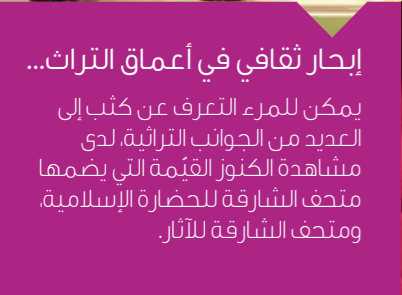 إبحار ثقافي في أعماق التراث...
يمكن للمرء التعرف عن كثب إلى
العديد من الجوانب التراثية، لدى
مشاهدة الكنوز القيّمة التي يضمها
متحف الشارقة للحضارة الإسلامية،
ومتحف الشارقة للآثار.